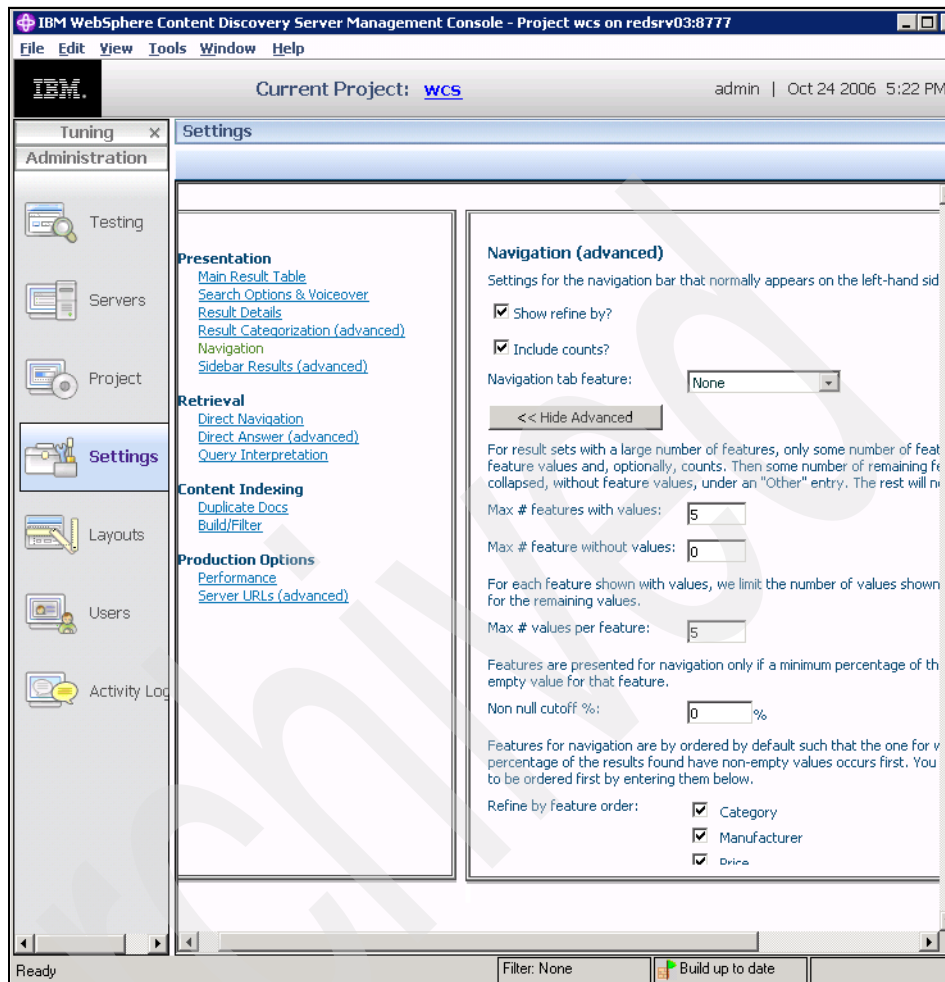 IBM WebSphere Content Discovery Server Management Console - Project wcs on redsrv03:8777
File Edit View Tools Window Help
IBM.
Current Project: wcs
admin | Oct 24 2006 5:22 PM
Tuning x
Administration
Testing
Servers
Project
Settings
Layouts
Users
Activity Log
Settings
Presentation
Main Result Table
Search Options & Voiceover
Result Details
Result Categorization (advanced)
Navigation
Sidebar Results (advanced)
Retrieval
Direct Navigation
Direct Answer (advanced)
Query Interpretation
Content Indexing
Duplicate Docs
Build/Filter
Production Options
Performance
Server URLs (advanced)
Navigation (advanced)
Settings for the navigation bar that normally appears on the left-hand sid
Show refine by?
Include counts?
Navigation tab feature: None
<< Hide Advanced
For result sets with a large number of features, only some number of feat
feature values and, optionally, counts. Then some number of remaining fe
collapsed, without feature values, under an "Other" entry. The rest will n
Max # features with values: 5
Max # feature without values: 0
For each feature shown with values, we limit the number of values shown
for the remaining values.
Max # values per feature: 5
Features are presented for navigation only if a minimum percentage of th
empty value for that feature.
Non null cutoff %: 0 %
Features for navigation are by ordered by default such that the one for w
percentage of the results found have non-empty values occurs first. You
to be ordered first by entering them below.
Refine by feature order: Category
Manufacturer
Price
Ready
Filter: None
Build up to date
Archived